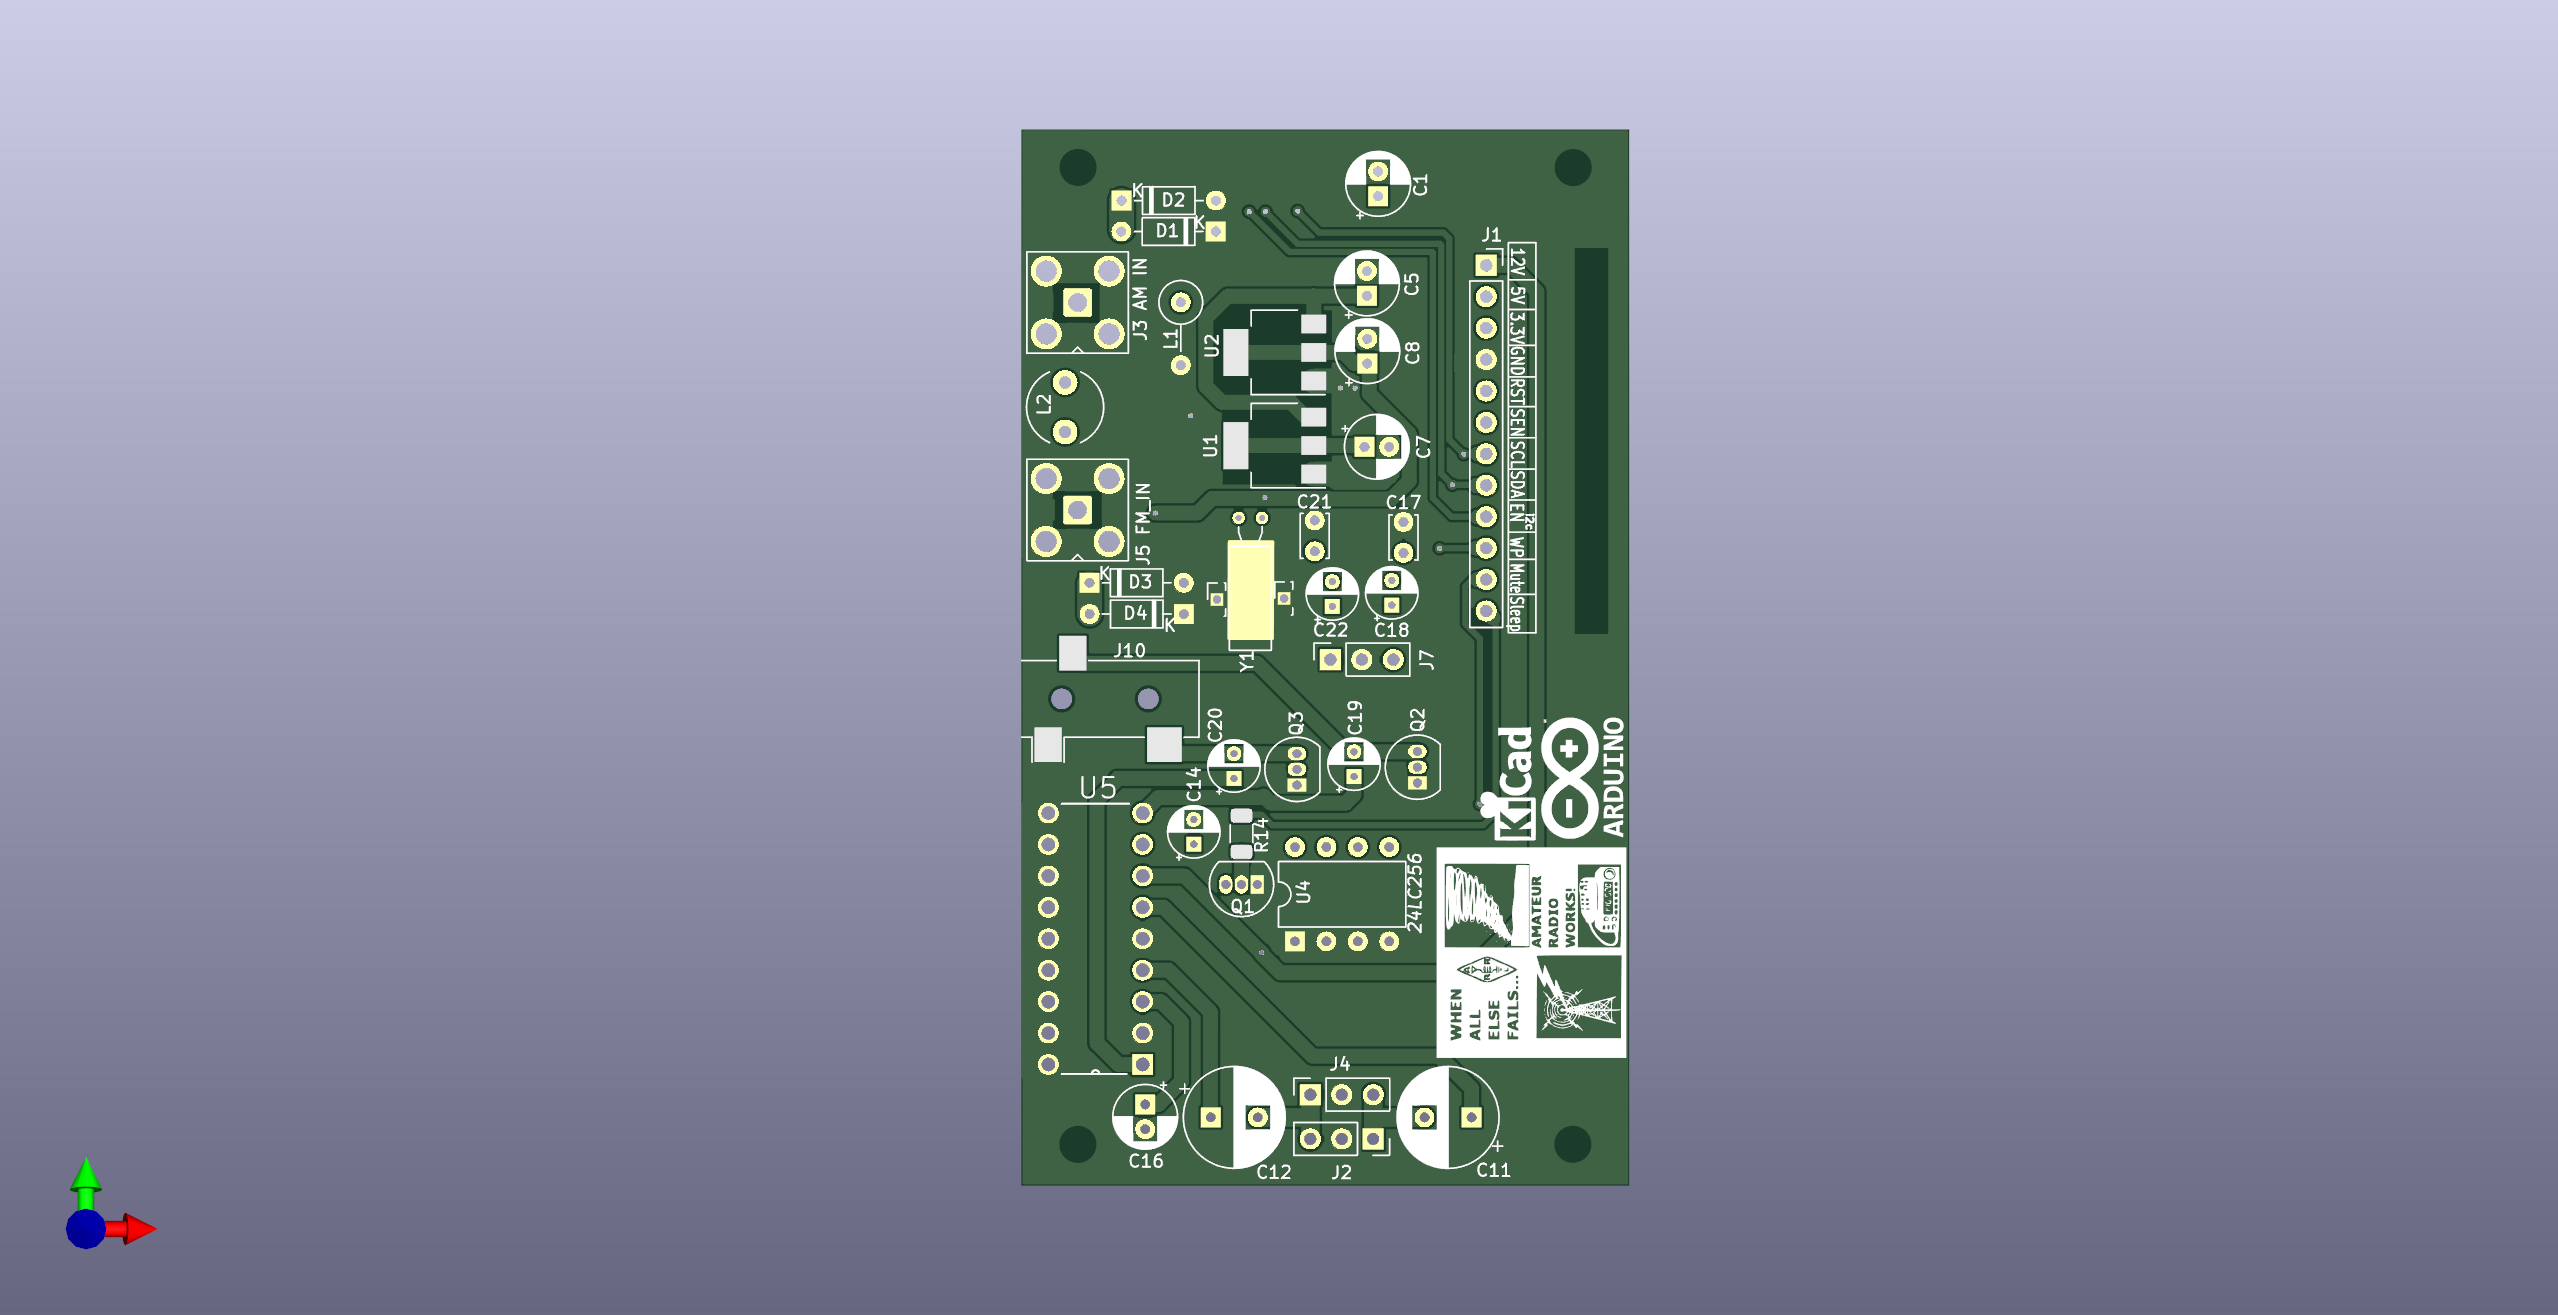 C1
K
D2
D1
K
J1
12V
5V
3.3V
GND
RST
SEN
SCL
SDA
EN
I2c
WP
Mute
Sleep
J3 AM IN
C5
L1
U2
C8
L2
U1
C7
J5 FM_IN
C21
C17
K
D3
D4
K
C22
C18
J10
Y1
J7
C20
Q3
C19
Q2
KiCad
ARDUINO
U5
C14
R14
Q1
U4
24LC256
AMATEUR
RADIO
WORKS!
WHEN
ALL
ELSE
FAILS...
J4
C16
C12
J2
C11